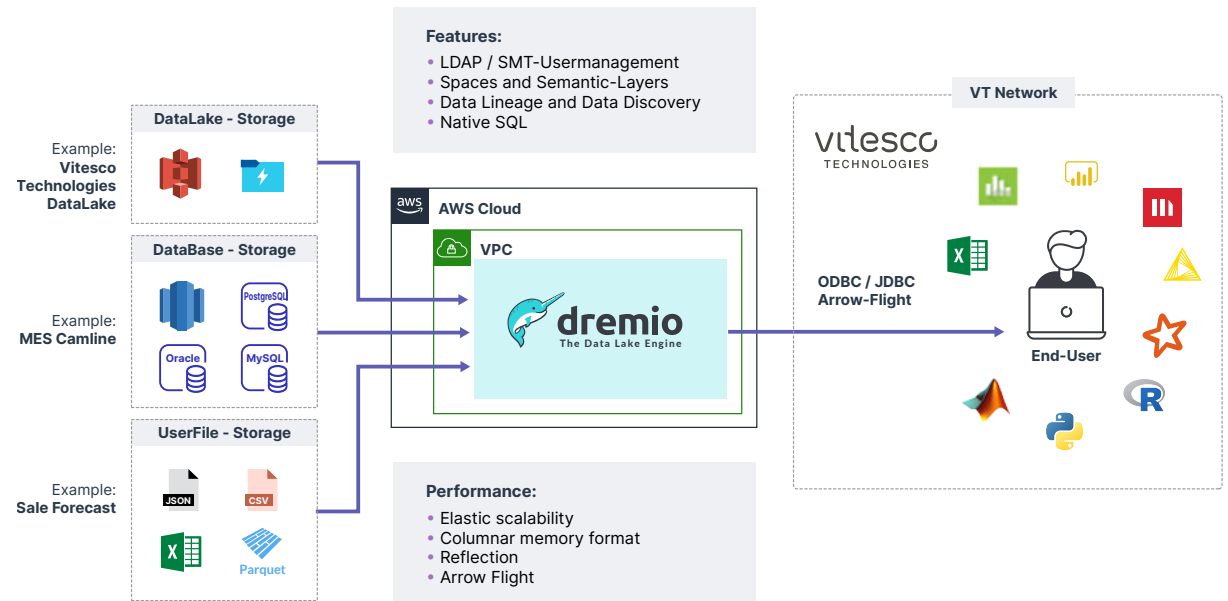 Features:
• LDAP / SMT-Usermanagement
• Spaces and Semantic-Layers
• Data Lineage and Data Discovery
• Native SQL
DataLake - Storage
Example:
Vitesco
Technologies
DataLake
DataBase - Storage
PostgreSQL
Oracle
MySQL
Example:
MES Camline
UserFile - Storage
JSON
CSV
X
Parquet
Example:
Sale Forecast
aws
AWS Cloud
VPC
dremio
The Data Lake Engine
Performance:
• Elastic scalability
• Columnar memory format
• Reflection
• Arrow Flight
ODBC / JDBC
Arrow-Flight
VT Network
vitesco
TECHNOLOGIES
X
End-User
R